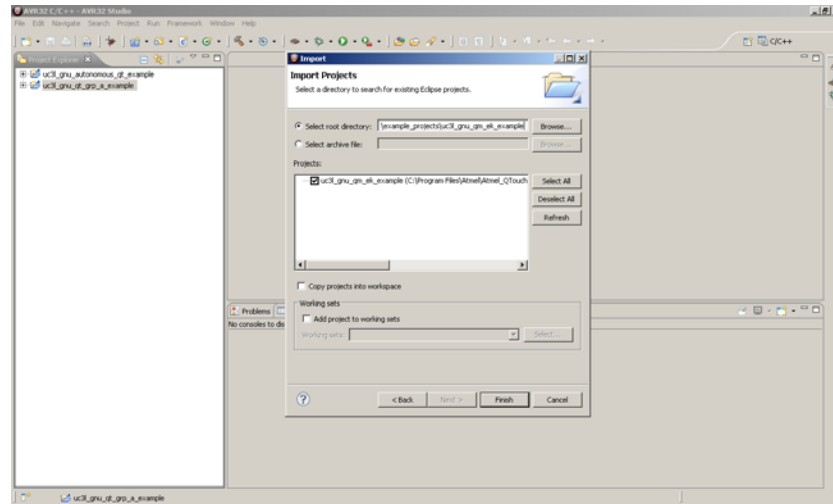 AVR32 C/C++ - AVR32 Studio
File Edit Navigate Search Project Run Framework Window Help
C/C++
Project Explorer
uc3l_gnu_autonomous_qt_example
uc3l_gnu_qt_grp_a_example
Import
Import Projects
Select a directory to search for existing Eclipse projects.
Select root directory: \example_projects\uc3l_gnu_qm_ek_example Browse...
Select archive file: Browse...
Projects:
uc3l_gnu_qm_ek_example (C:\Program Files\Atmel\Atmel_QTouch
Select All
Deselect All
Refresh
Copy projects into workspace
Working sets
Add project to working sets
Working sets: Select...
< Back Next > Finish Cancel
Problems
No consoles to dis
uc3l_gnu_qt_grp_a_example